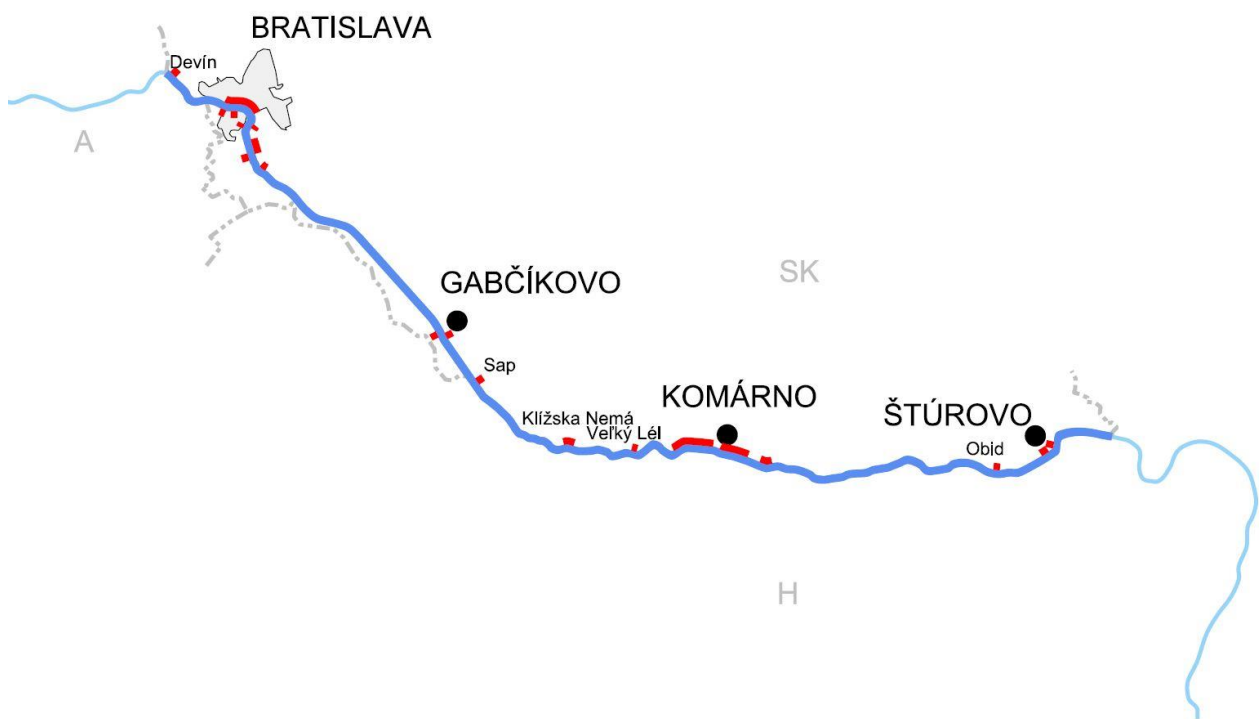 BRATISLAVA
Devín
A
GABČÍKOVO
SK
Sap
KOMÁRNO
ŠTÚROVO
Klížska Nemá
Veľký Lél
Obid
H